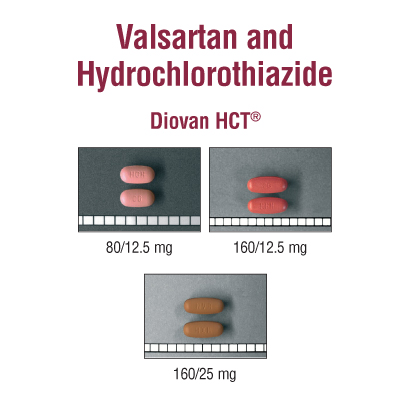 Valsartan and
Hydrochlorothiazide
Diovan HCT®
80/12.5 mg
160/12.5 mg
160/25 mg